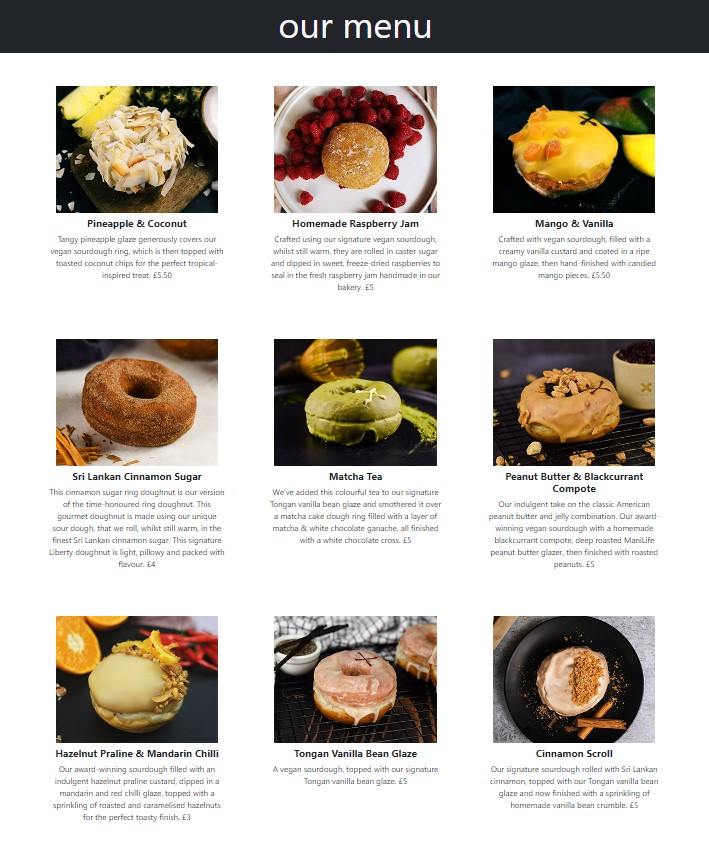 our menu
Pineapple & Coconut
Tangy pineapple glaze generously covers our
vegan sourdough ring, which is then topped with
toasted coconut chips for the perfect tropical-
inspired treat. £5.50
Homemade Raspberry Jam
Crafted using our signature vegan sourdough,
whilst still warm, they are rolled in caster sugar
and dipped in sweet, freeze-dried raspberries to
seal in the fresh raspberry jam handmade in our
bakery. £5
Mango & Vanilla
Crafted with vegan sourdough, filled with a
creamy vanilla custard and coated in a ripe
mango glaze, then hand-finished with candied
mango pieces. £5.50
Sri Lankan Cinnamon Sugar
This cinnamon sugar ring doughnut is our version
of the time-honoured ring doughnut. This
gourmet doughnut is made using our unique
sour dough, that we roll, whilst still warm, in the
finest Sri Lankan cinnamon sugar. This signature
Liberty doughnut is light, pillowy and packed with
flavour. £4
Matcha Tea
We've added this colourful tea to our signature
Tongan vanilla bean glaze and smothered it over
a matcha cake dough ring filled with a layer of
matcha & white chocolate ganache, all finished
with a white chocolate cross. £5
Peanut Butter & Blackcurrant
Compote
Our indulgent take on the classic American
peanut butter and jelly combination. Our award-
winning vegan sourdough with a homemade
blackcurrant compote, deep roasted ManiLife
peanut butter glazer, then finished with roasted
peanuts. £5
Hazelnut Praline & Mandarin Chilli
Our award-winning sourdough filled with an
indulgent hazelnut praline custard, dipped in a
mandarin and red chilli glaze, topped with a
sprinkling of roasted and caramelised hazelnuts
for the perfect toasty finish. £3
Tongan Vanilla Bean Glaze
A vegan sourdough, topped with our signature
Tongan vanilla bean glaze. £5
Cinnamon Scroll
Our signature sourdough rolled with Sri Lankan
cinnamon, topped with our Tongan vanilla bean
glaze and now finished with a sprinkling of
homemade vanilla bean crumble. £5